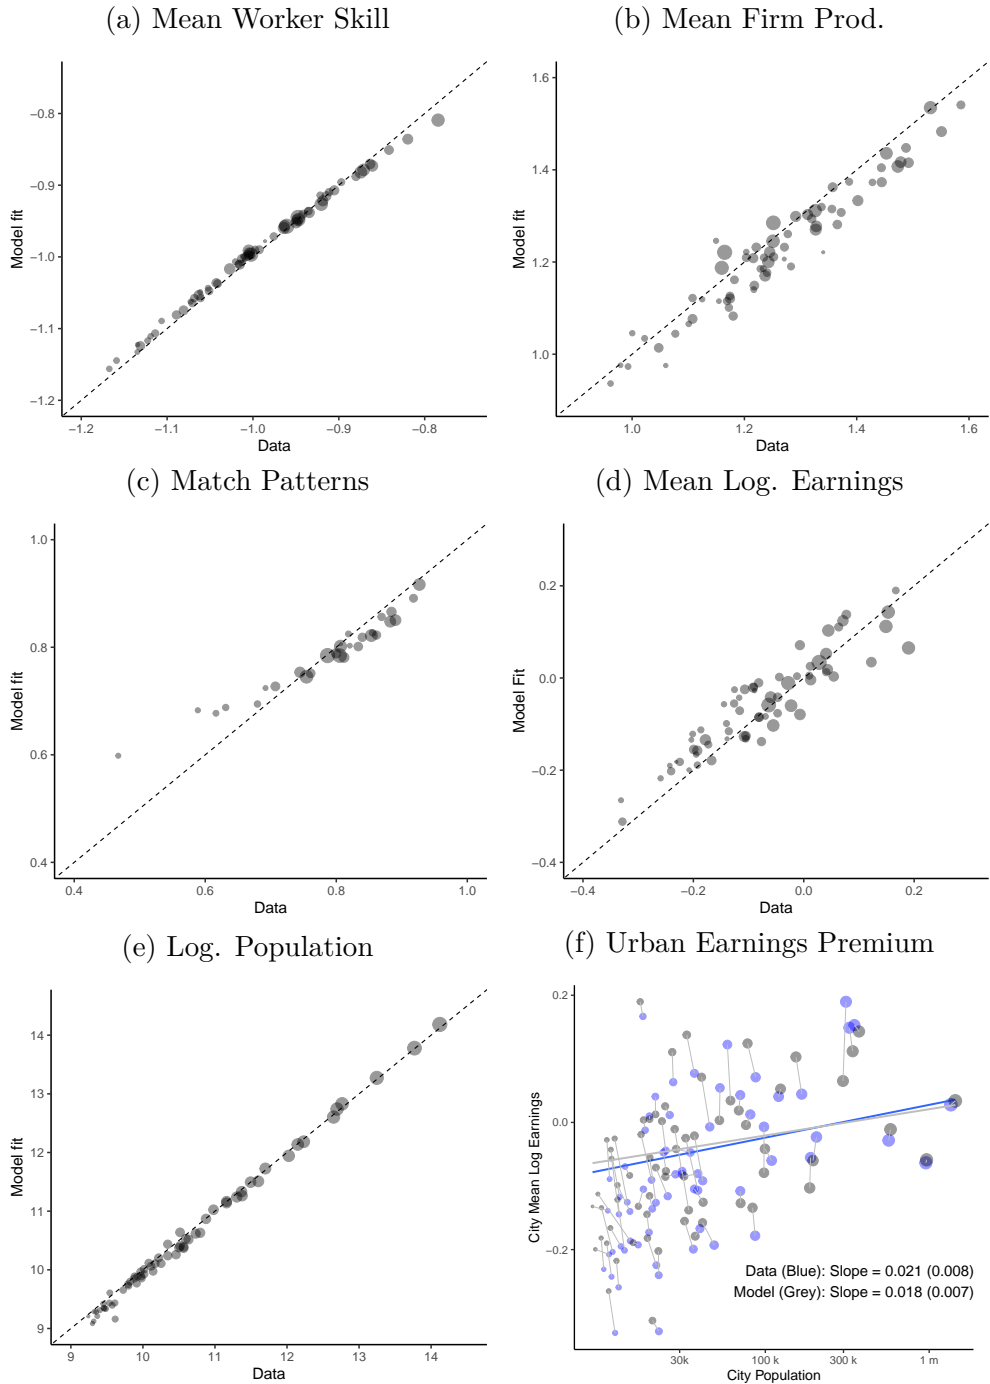 (a) Mean Worker Skill
−0.8
−0.9
−1.0
−1.1
−1.2
Model fit
−1.2 −1.1 −1.0 −0.9 −0.8
Data
(b) Mean Firm Prod.
1.6
1.4
1.2
1.0
Model fit
1.0 1.2 1.4 1.6
Data
(c) Match Patterns
1.0
0.8
0.6
0.4
Model fit
0.4 0.6 0.8 1.0
Data
(d) Mean Log. Earnings
0.2
0.0
−0.2
−0.4
Model Fit
−0.4 −0.2 0.0 0.2
Data
(e) Log. Population
14
13
12
11
10
9
Model fit
9 10 11 12 13 14
Data
(f) Urban Earnings Premium
0.2
0.0
−0.2
City Mean Log Earnings
Data (Blue): Slope = 0.021 (0.008)
Model (Grey): Slope = 0.018 (0.007)
30k 100 k 300 k 1 m
City Population